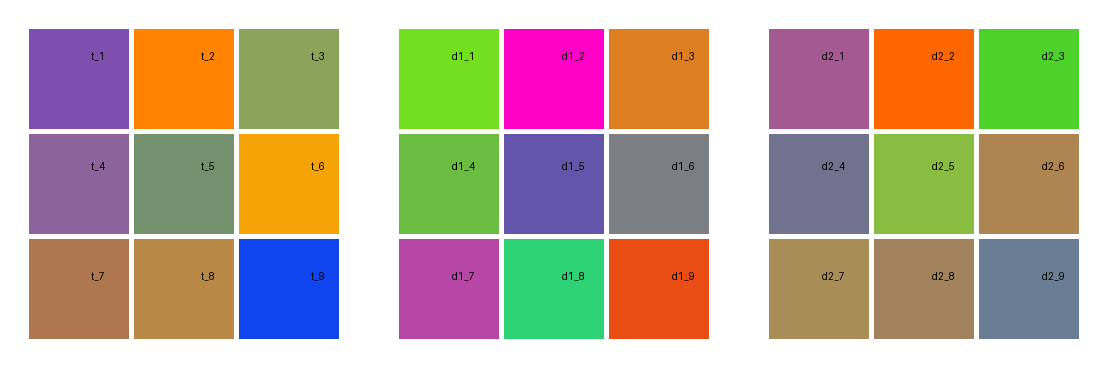 t_1 t_2 t_3 d1_1 d1_2 d1_3 d2_1 d2_2 d2_3
t_4 t_5 t_6 d1_4 d1_5 d1_6 d2_4 d2_5 d2_6
t_7 t_8 t_9 d1_7 d1_8 d1_9 d2_7 d2_8 d2_9